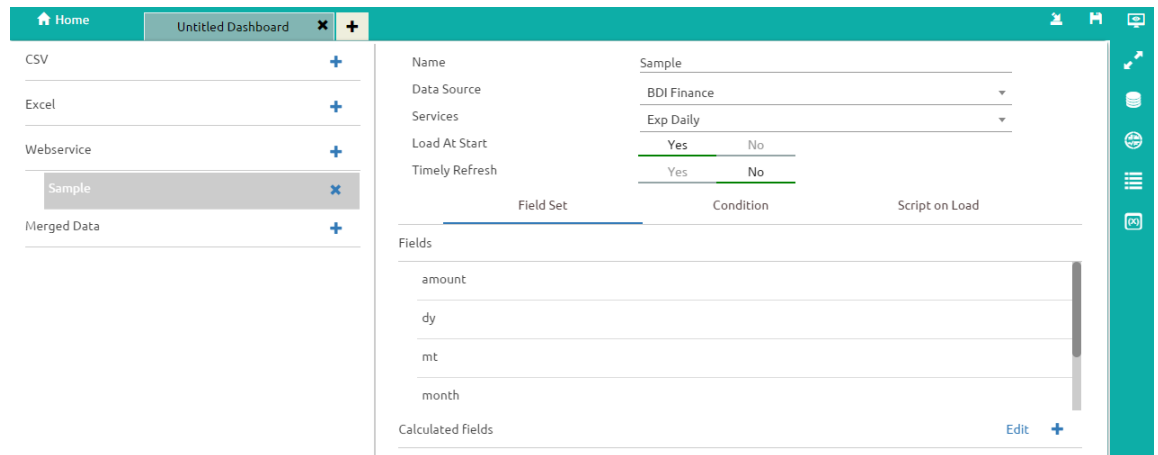 Home
Untitled Dashboard
CSV
Excel
Webservice
Sample
Merged Data
Name Sample
Data Source BDI Finance
Services Exp Daily
Load At Start Yes No
Timely Refresh Yes No
Field Set Condition Script on Load
Fields
amount
dy
mt
month
Calculated fields Edit